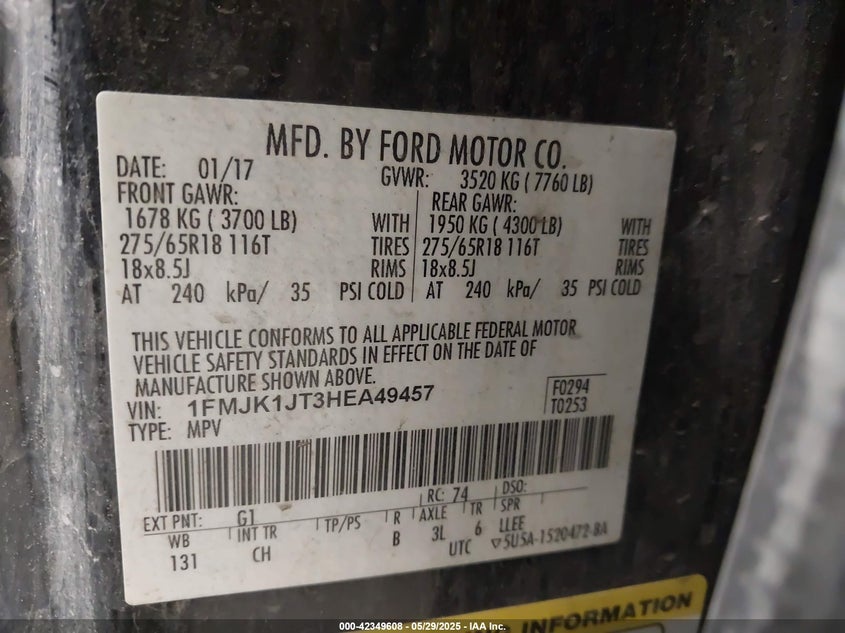 MFD. BY FORD MOTOR CO.
DATE: 01/17 GVWR: 3520 KG ( 7760 LB)
FRONT GAWR: REAR GAWR:
1678 KG ( 3700 LB) WITH 1950 KG ( 4300 LB) WITH
275/65R18 116T TIRES 275/65R18 116T TIRES
18x8.5J RIMS 18x8.5J RIMS
AT 240 kPa/ 35 PSI COLD AT 240 kPa/ 35 PSI COLD
THIS VEHICLE CONFORMS TO ALL APPLICABLE FEDERAL MOTOR
VEHICLE SAFETY STANDARDS IN EFFECT ON THE DATE OF
MANUFACTURE SHOWN ABOVE.
VIN: 1FMJK1JT3HEA49457 F0294
TYPE: MPV T0253
EXT PNT: G1 RC: 74 DSO:
WB INT TR TP/PS R AXLE TR SPR
131 CH B 3L 6 LLEE
UTC ▽5U5A-1520472-BA
INFORMATION
000-42349608 - 05/29/2025 - IAA Inc.